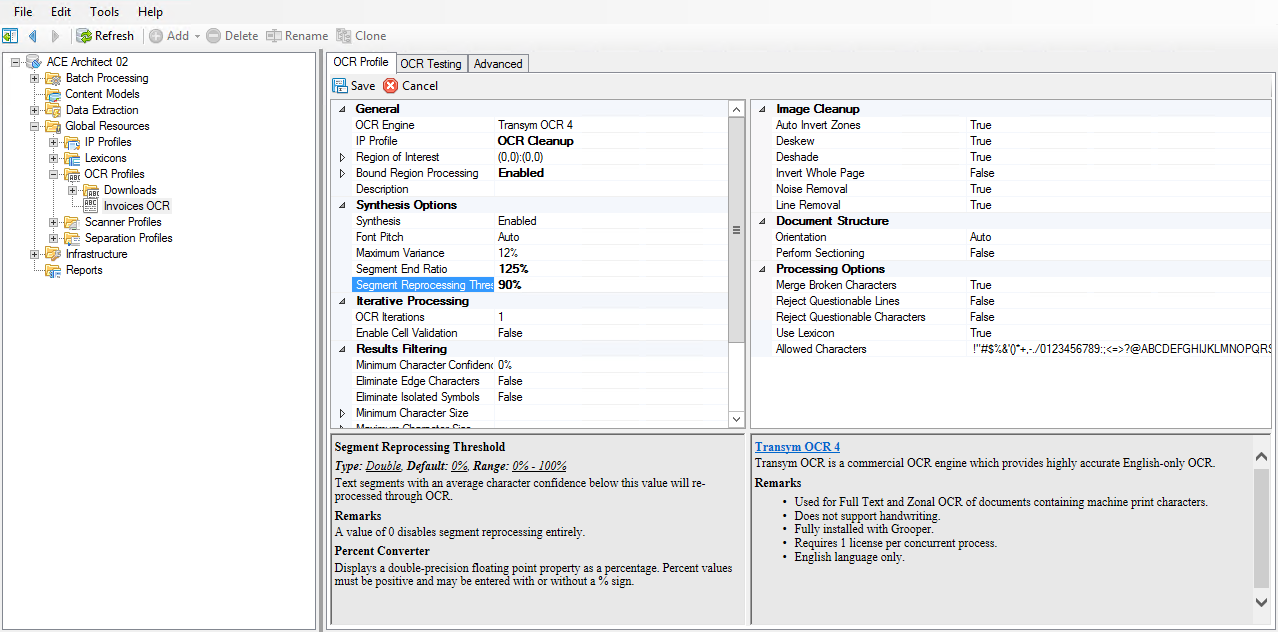 File Edit Tools Help
Refresh Add Delete Rename Clone
ACE Architect 02
Batch Processing
Content Models
Data Extraction
Global Resources
IP Profiles
Lexicons
OCR Profiles
Downloads
Invoices OCR
Scanner Profiles
Separation Profiles
Infrastructure
Reports
OCR Profile OCR Testing Advanced
Save Cancel
General
OCR Engine Transym OCR 4
IP Profile OCR Cleanup
Region of Interest (0,0):(0,0)
Bound Region Processing Enabled
Description
Synthesis Options
Synthesis Enabled
Font Pitch Auto
Maximum Variance 12%
Segment End Ratio 125%
Segment Reprocessing Thres 90%
Iterative Processing
OCR Iterations 1
Enable Cell Validation False
Results Filtering
Minimum Character Confidenc 0%
Eliminate Edge Characters False
Eliminate Isolated Symbols False
Minimum Character Size
Maximum Character Size
Image Cleanup
Auto Invert Zones True
Deskew True
Deshade True
Invert Whole Page False
Noise Removal True
Line Removal True
Document Structure
Orientation Auto
Perform Sectioning False
Processing Options
Merge Broken Characters True
Reject Questionable Lines False
Reject Questionable Characters False
Use Lexicon True
Allowed Characters !"#$%&'()*+,-./0123456789:;<=>?@ABCDEFGHIJKLMNOPQRS
Segment Reprocessing Threshold
Type: Double, Default: 0%, Range: 0% - 100%
Text segments with an average character confidence below this value will re-
processed through OCR.
Remarks
A value of 0 disables segment reprocessing entirely.
Percent Converter
Displays a double-precision floating point property as a percentage. Percent values
must be positive and may be entered with or without a % sign.
Transym OCR 4
Transym OCR is a commercial OCR engine which provides highly accurate English-only OCR.
Remarks
• Used for Full Text and Zonal OCR of documents containing machine print characters.
• Does not support handwriting.
• Fully installed with Grooper.
• Requires 1 license per concurrent process.
• English language only.